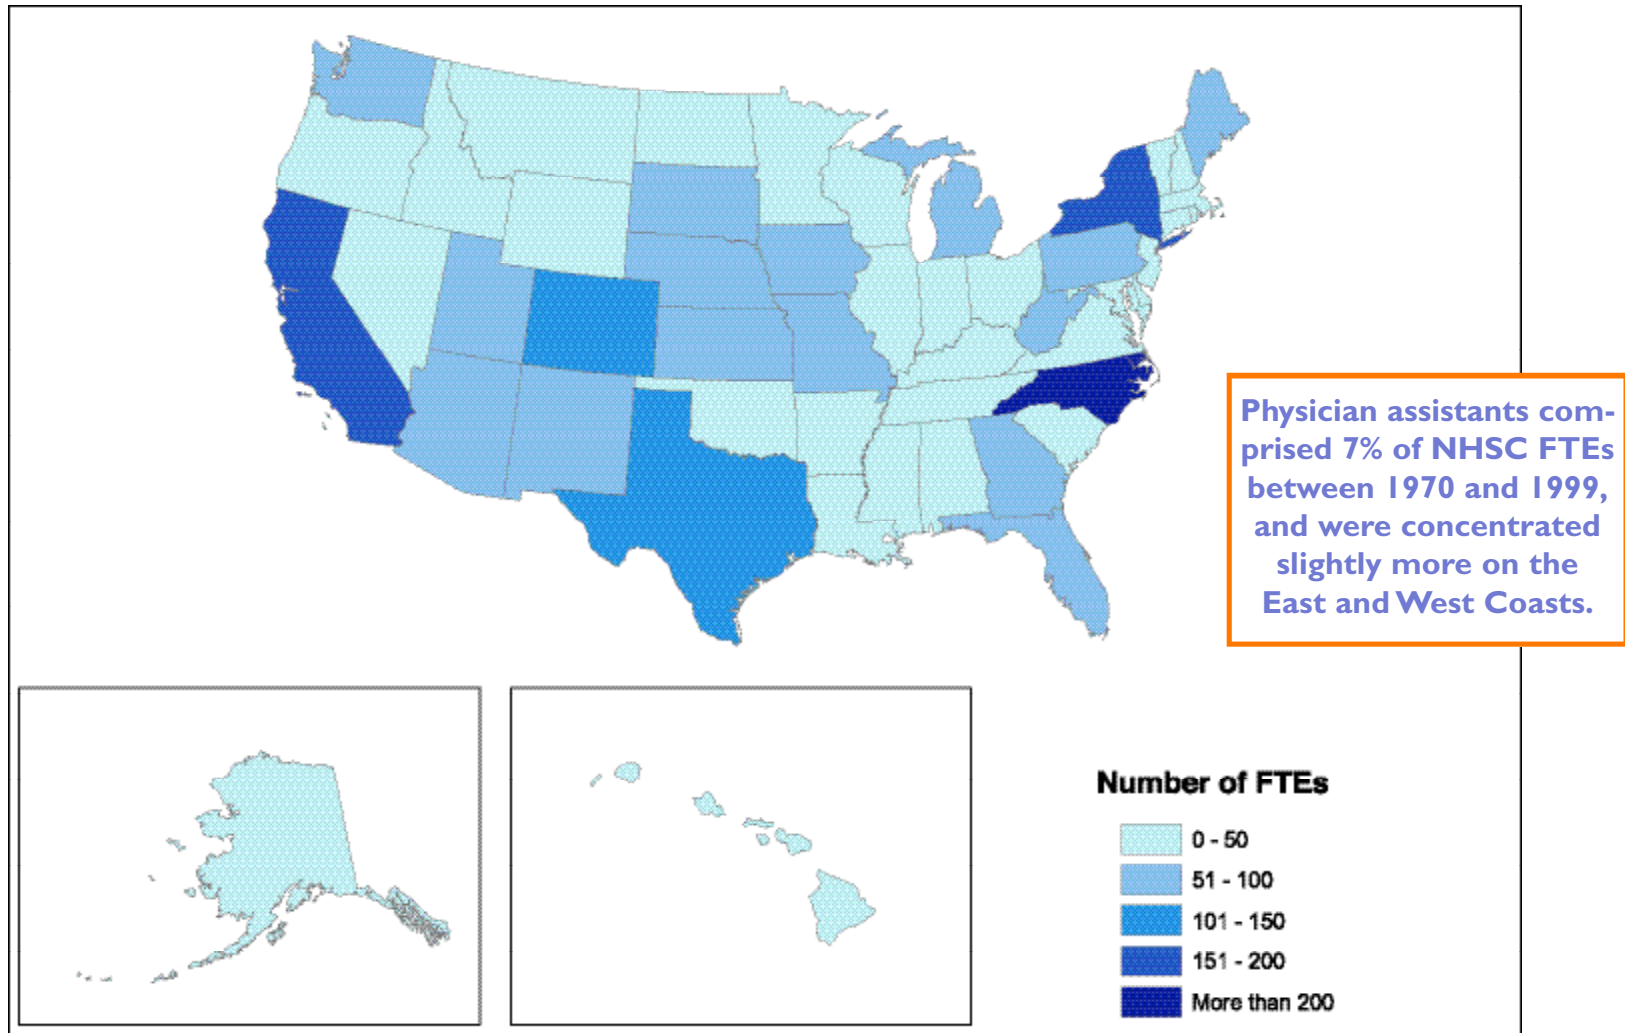 Physician assistants com-
prised 7% of NHSC FTEs
between 1970 and 1999,
and were concentrated
slightly more on the
East and West Coasts.
Number of FTEs
0 - 50
51 - 100
101 - 150
151 - 200
More than 200